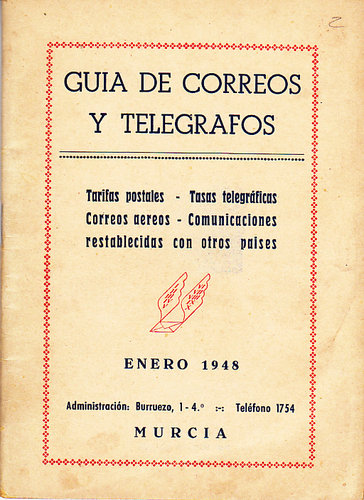 2
GUIA DE CORREOS
Y TELEGRAFOS
Tarifas postales - Tasas telegráficas
Correos aereos - Comunicaciones
restablecidas con otros paises
ENERO 1948
Administración: Burruezo, 1 - 4.° :-: Teléfono 1754
MURCIA